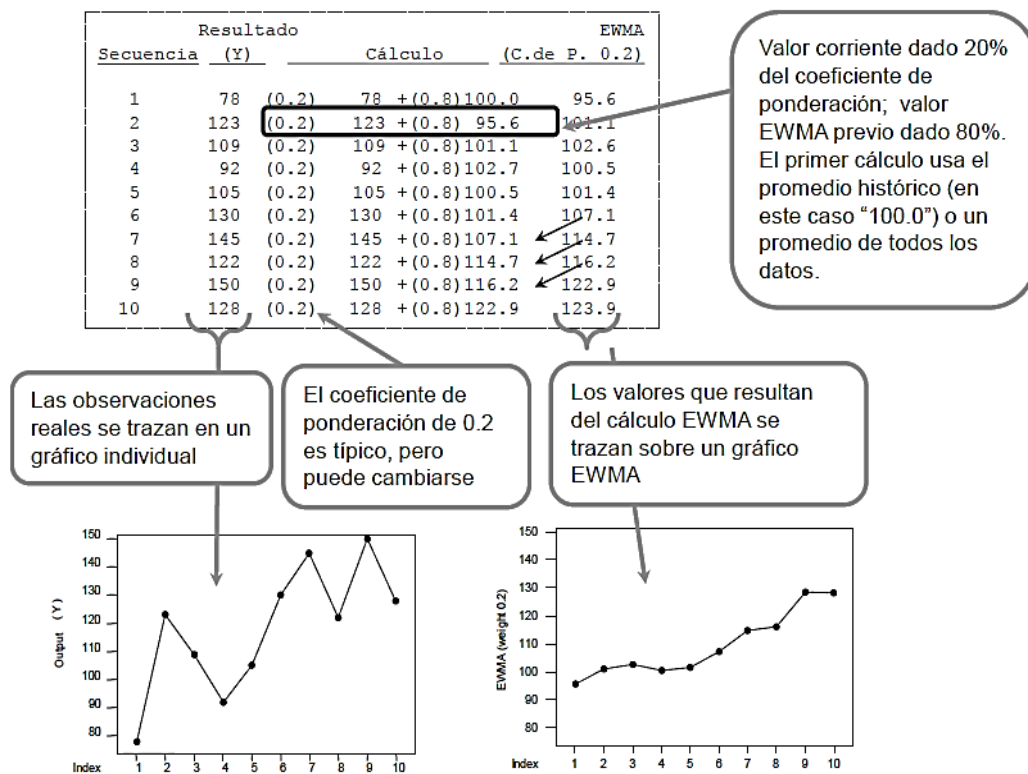 Resultado EWMA
Secuencia (Y) Cálculo (C.de P. 0.2)
1 78 (0.2) 78 +(0.8)100.0 95.6
2 123 (0.2) 123 +(0.8) 95.6 101.1
3 109 (0.2) 109 +(0.8)101.1 102.6
4 92 (0.2) 92 +(0.8)102.7 100.5
5 105 (0.2) 105 +(0.8)100.5 101.4
6 130 (0.2) 130 +(0.8)101.4 107.1
7 145 (0.2) 145 +(0.8)107.1 114.7
8 122 (0.2) 122 +(0.8)114.7 116.2
9 150 (0.2) 150 +(0.8)116.2 122.9
10 128 (0.2) 128 +(0.8)122.9 123.9
Valor corriente dado 20%
del coeficiente de
ponderación; valor
EWMA previo dado 80%.
El primer cálculo usa el
promedio histórico (en
este caso “100.0”) o un
promedio de todos los
datos.
Las observaciones
reales se trazan en un
gráfico individual
El coeficiente de
ponderación de 0.2
es típico, pero
puede cambiarse
Los valores que resultan
del cálculo EWMA se
trazan sobre un gráfico
EWMA
Output (Y)
150
140
130
120
110
100
90
80
Index 1 2 3 4 5 6 7 8 9 10
EWMA (weight 0.2)
150
140
130
120
110
100
90
80
Index 1 2 3 4 5 6 7 8 9 10